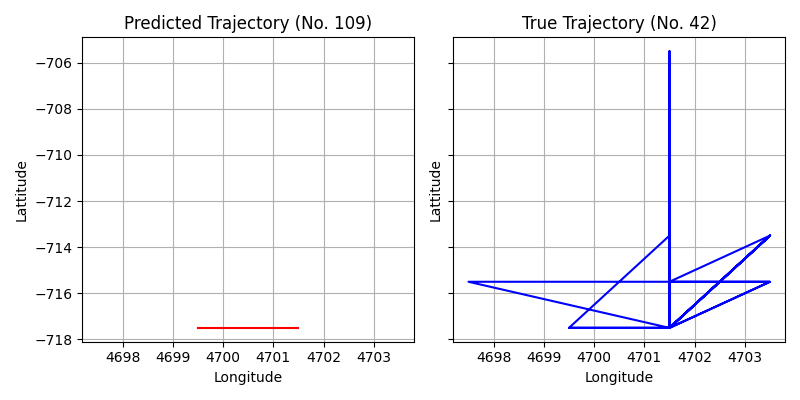 Predicted Trajectory (No. 109)
True Trajectory (No. 42)
Lattitude
−706
−708
−710
−712
−714
−716
−718
4698 4699 4700 4701 4702 4703
Longitude
Lattitude
4698 4699 4700 4701 4702 4703
Longitude